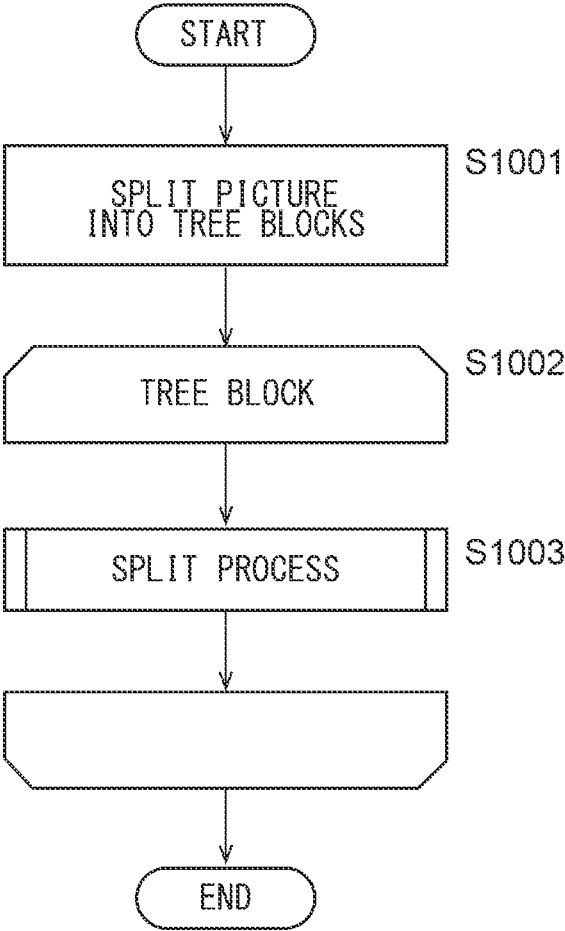 START
S1001
SPLIT PICTURE
INTO TREE BLOCKS
S1002
TREE BLOCK
S1003
SPLIT PROCESS
END